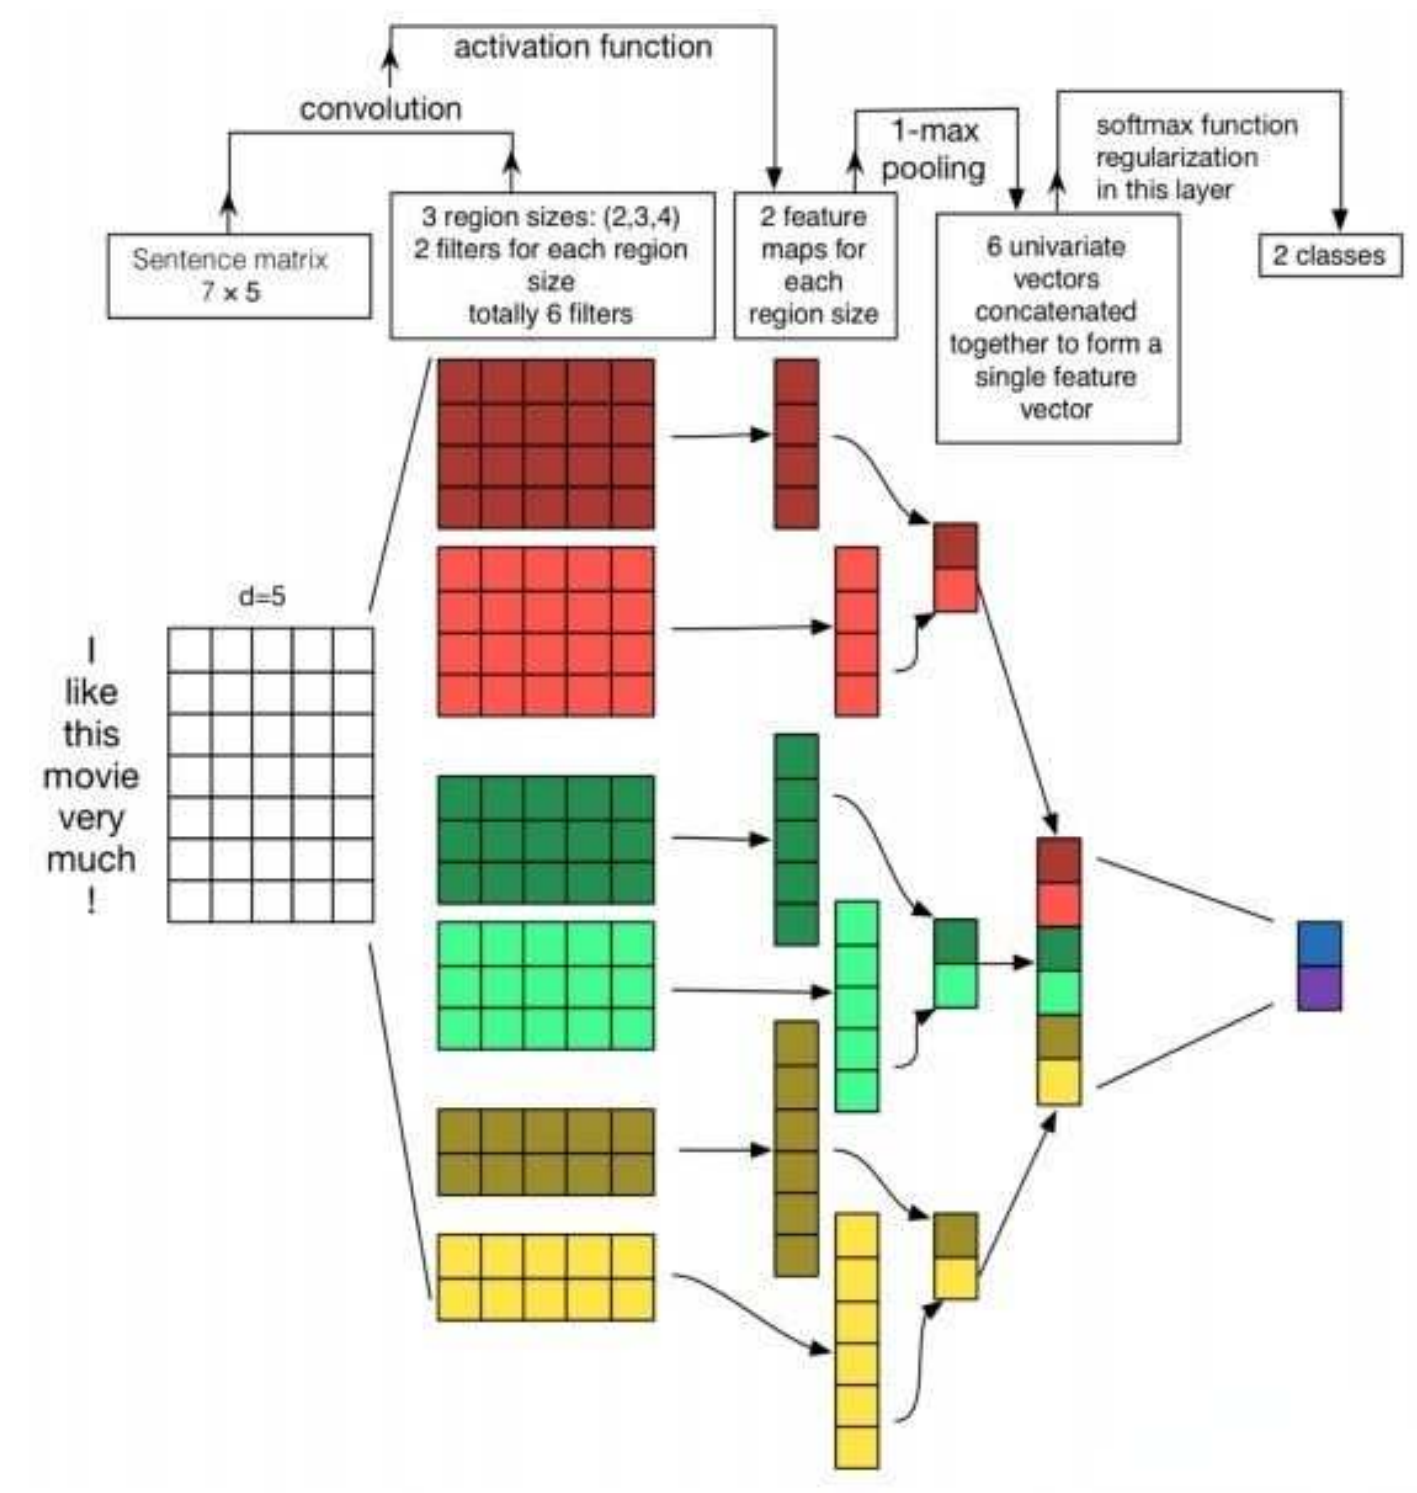 activation function
convolution
1-max
pooling
softmax function
regularization
in this layer
Sentence matrix
7 × 5
3 region sizes: (2,3,4)
2 filters for each region
size
totally 6 filters
2 feature
maps for
each
region size
6 univariate
vectors
concatenated
together to form a
single feature
vector
2 classes
d=5
I
like
this
movie
very
much
!